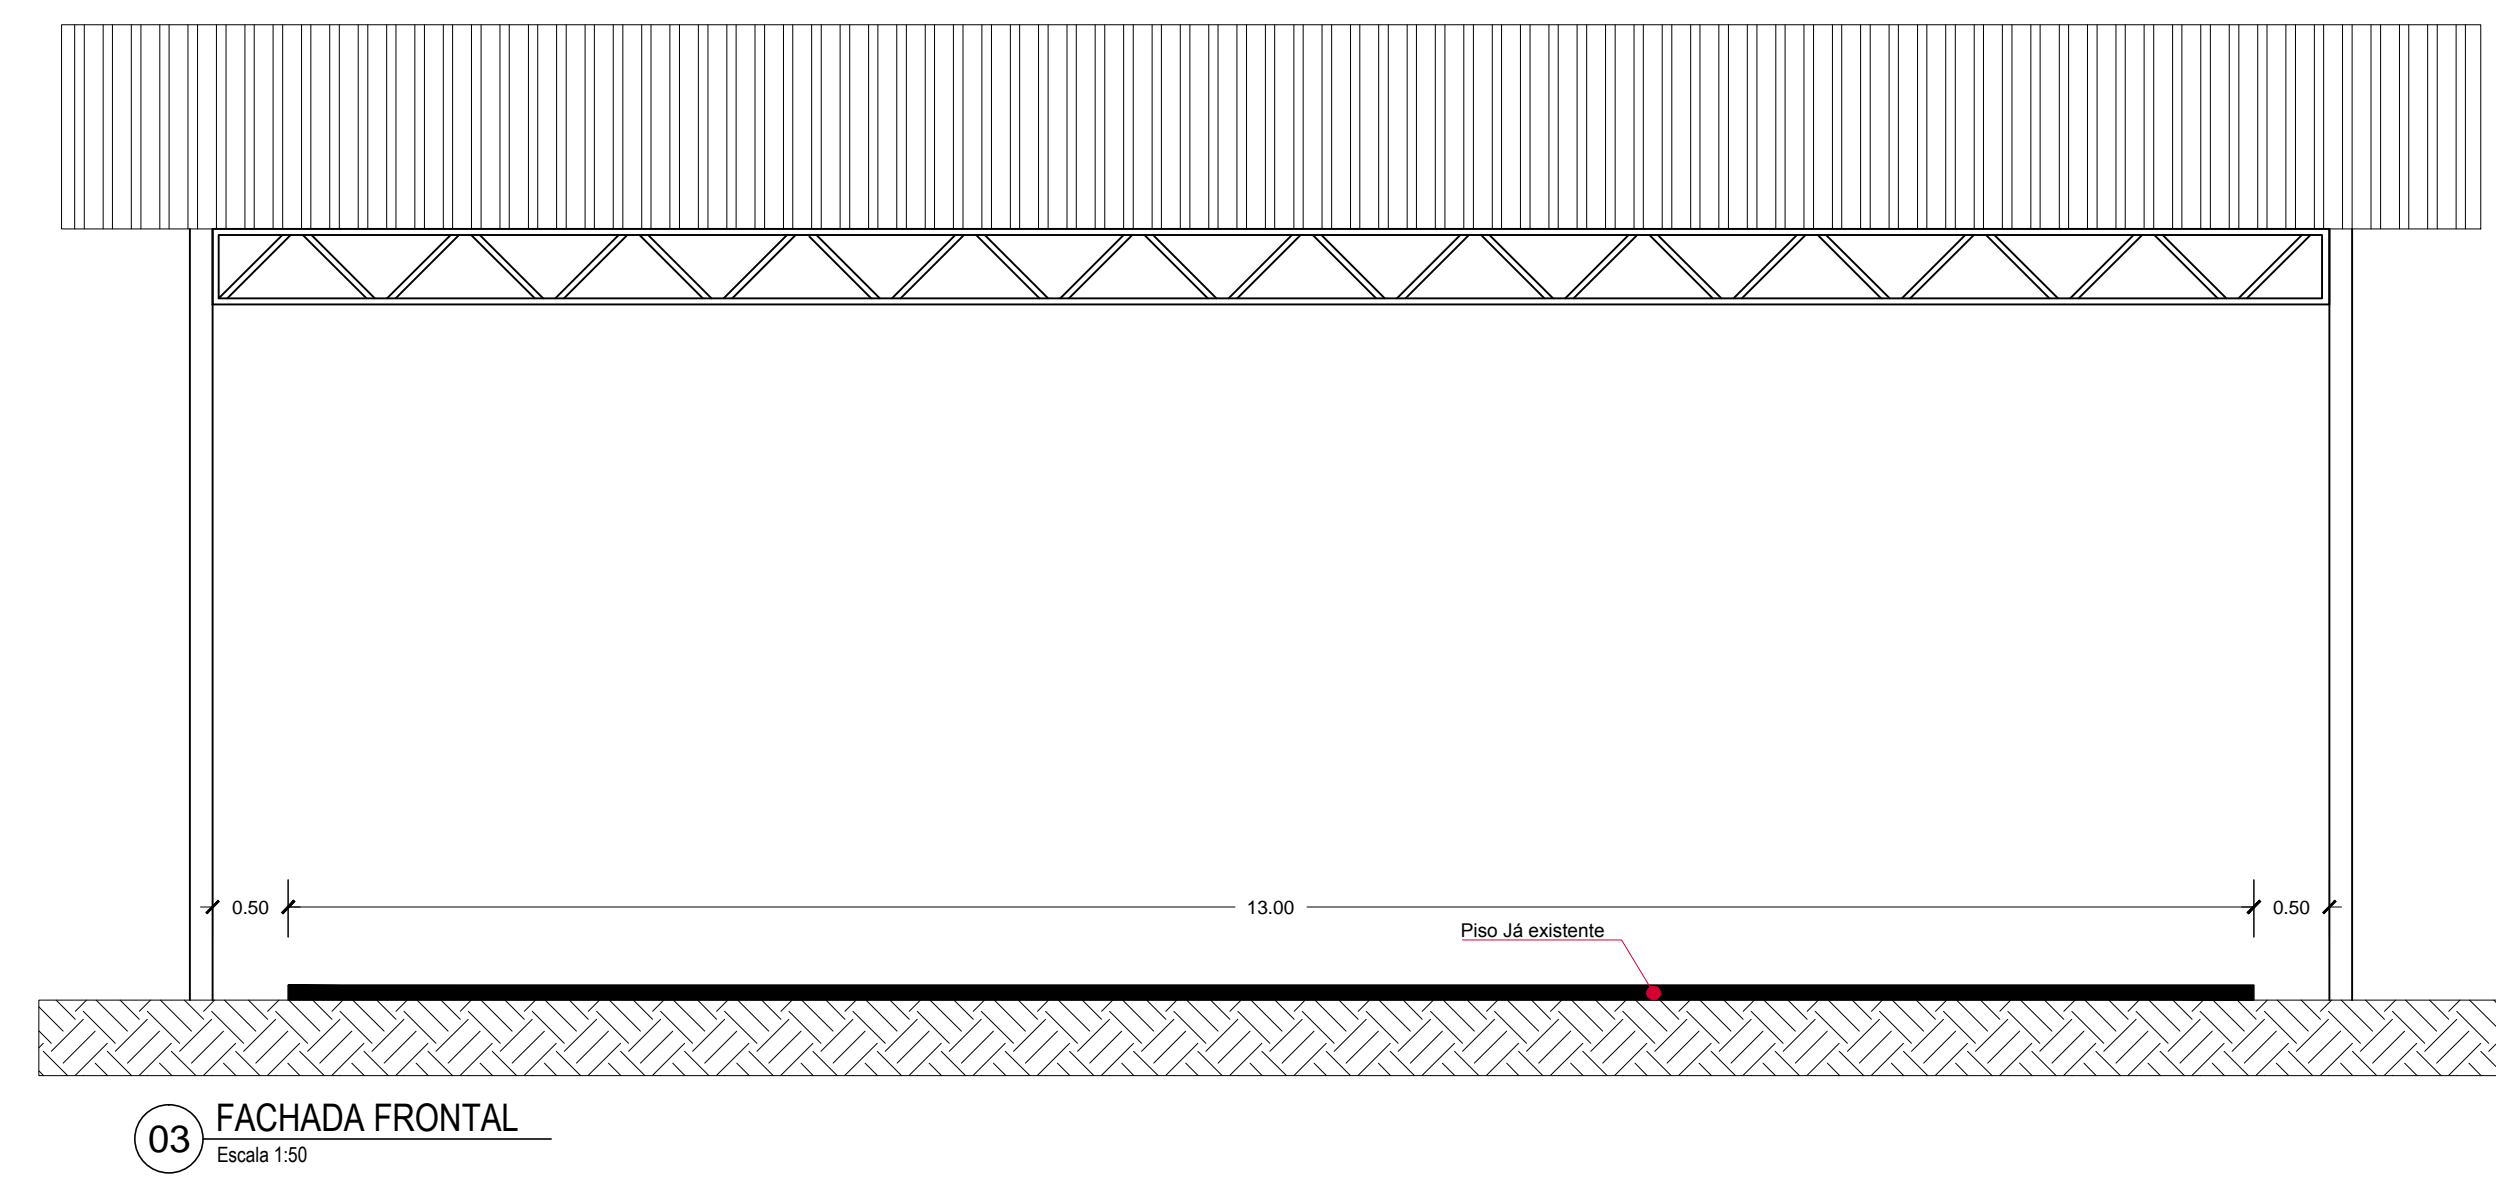 0.50
13.00
0.50
Piso Já existente
03
FACHADA FRONTAL
Escala 1:50